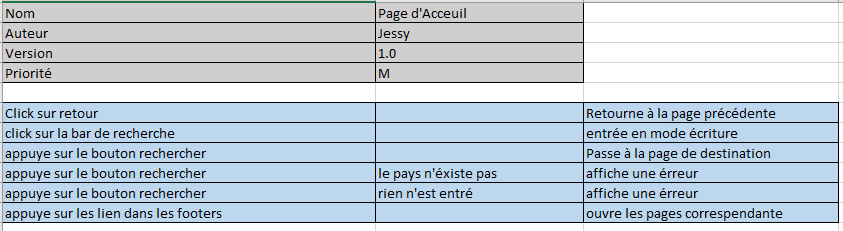 Nom Page d'Acceuil
Auteur Jessy
Version 1.0
Priorité M
Click sur retour Retourne à la page précédente
click sur la bar de recherche entrée en mode écriture
appuye sur le bouton rechercher Passe à la page de destination
appuye sur le bouton rechercher le pays n'éxiste pas affiche une érreur
appuye sur le bouton rechercher rien n'est entré affiche une érreur
appuye sur les lien dans les footers ouvre les pages correspendante